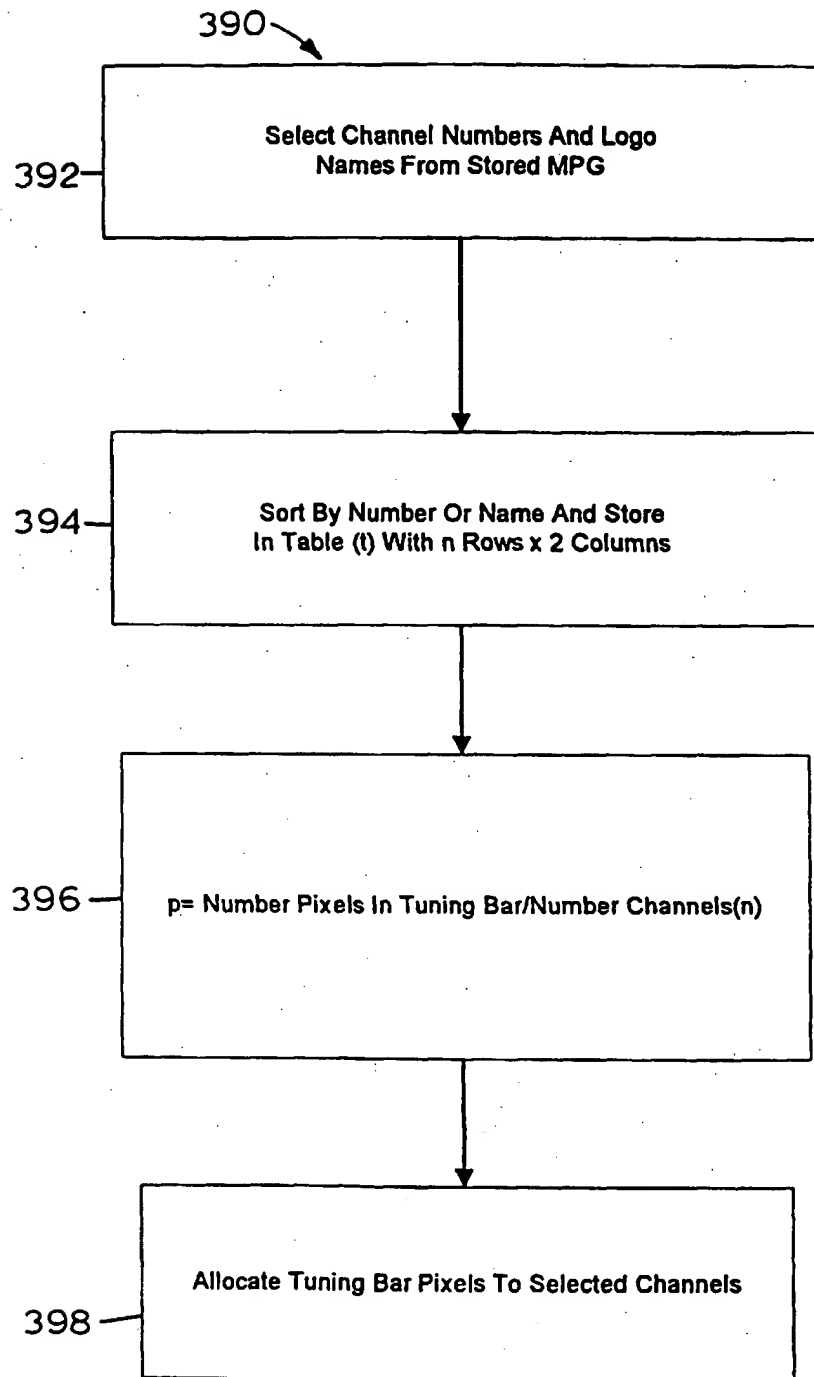 390
Select Channel Numbers And Logo
Names From Stored MPG
392
Sort By Number Or Name And Store
In Table (t) With n Rows x 2 Columns
394
p= Number Pixels In Tuning Bar/Number Channels(n)
396
Allocate Tuning Bar Pixels To Selected Channels
398